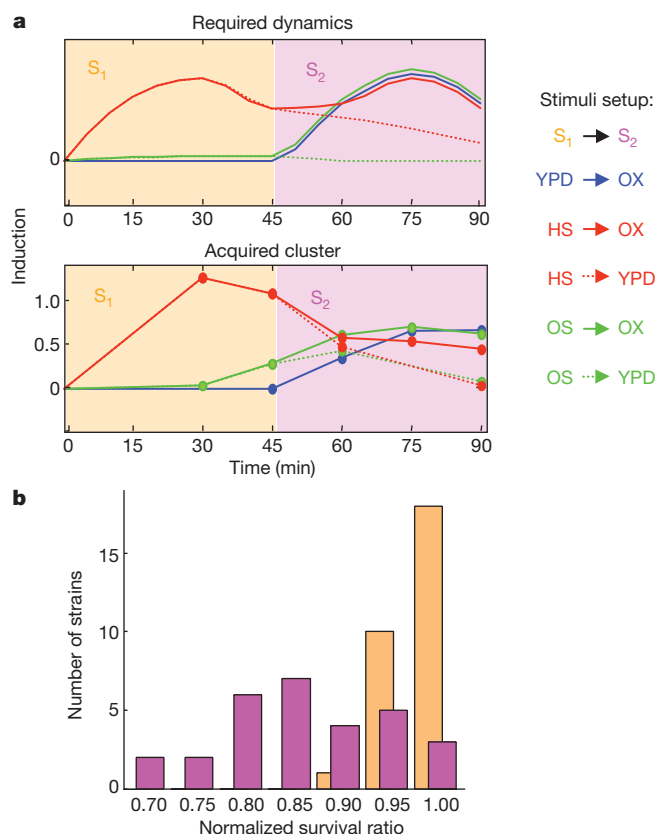 a
Required dynamics
S1
S2
0
0 15 30 45 60 75 90
Induction
Acquired cluster
S1
S2
1.0
0.5
0
0 15 30 45 60 75 90
Time (min)
Stimuli setup:
S1 → S2
YPD → OX
HS → OX
HS → YPD
OS → OX
OS → YPD
b
Number of strains
15
10
5
0
0.70 0.75 0.80 0.85 0.90 0.95 1.00
Normalized survival ratio